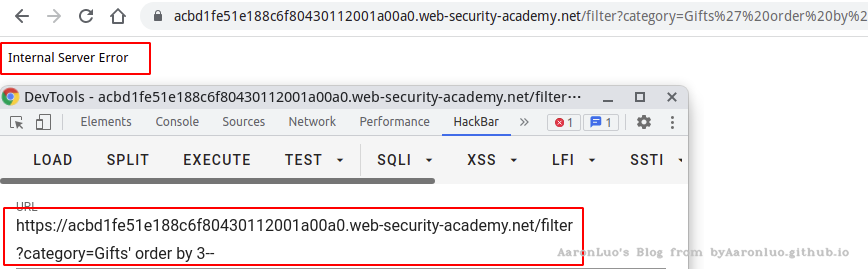 acbd1fe51e188c6f80430112001a00a0.web-security-academy.net/filter?category=Gifts%27%20order%20by%2
Internal Server Error
DevTools - acbd1fe51e188c6f80430112001a00a0.web-security-academy.net/filter...
Elements Console Sources Network Performance HackBar » 1 1
LOAD SPLIT EXECUTE TEST SQLI XSS LFI SSTI
URL
https://acbd1fe51e188c6f80430112001a00a0.web-security-academy.net/filter
?category=Gifts' order by 3--
AaronLuo's Blog from byAaronluo.github.io